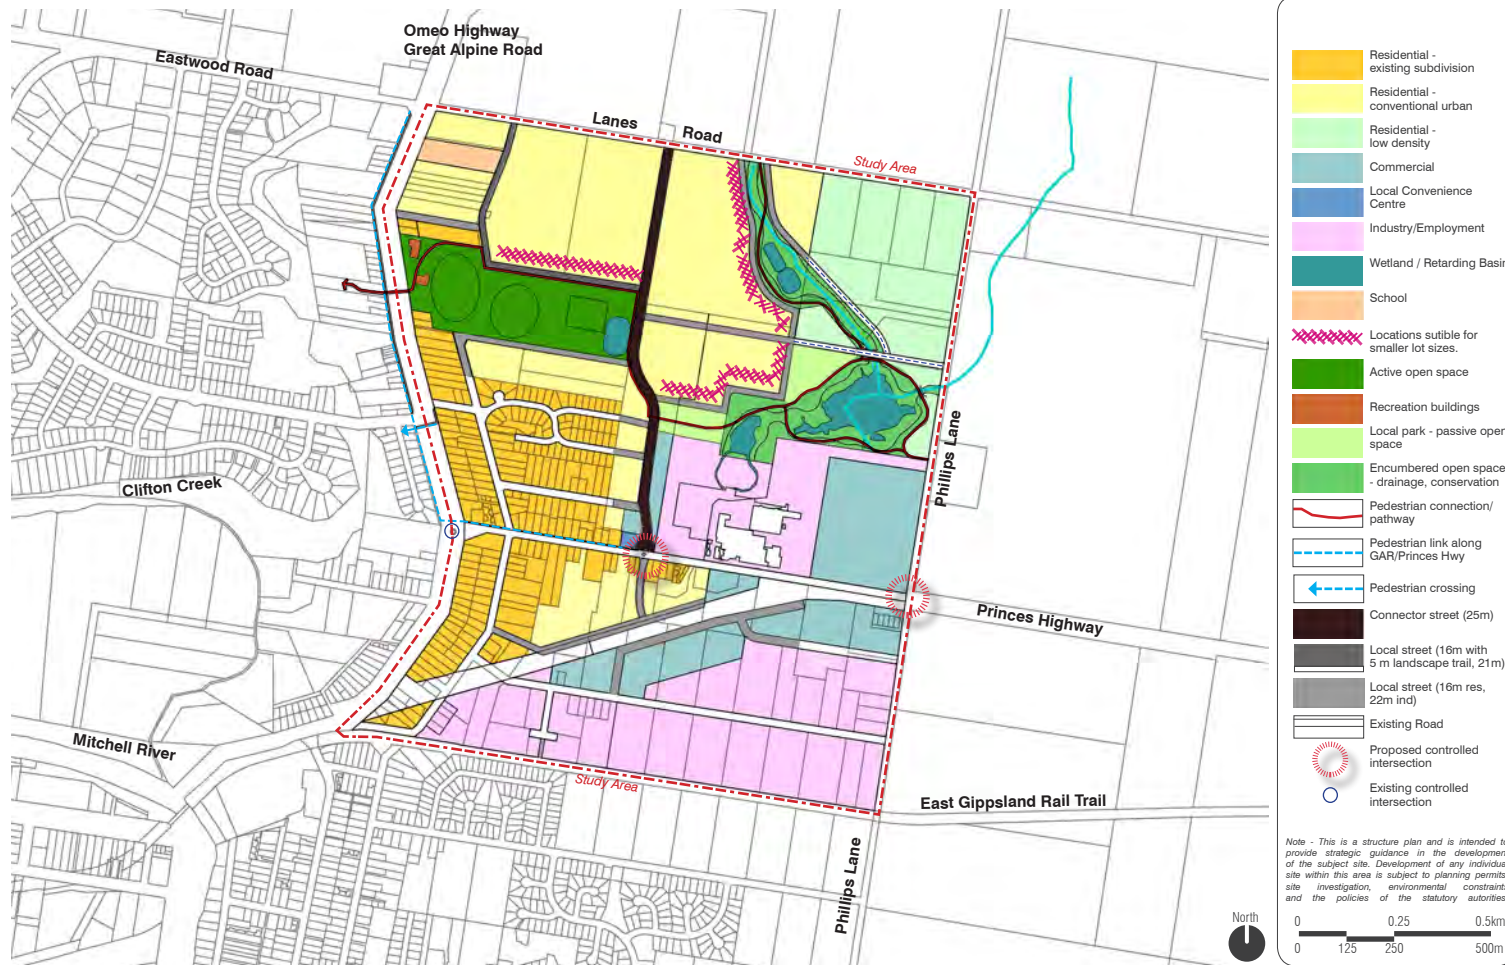 Omeo Highway
Great Alpine Road
Eastwood Road
Lanes Road
Study Area
Phillips Lane
Clifton Creek
Princes Highway
Mitchell River
Study Area
East Gippsland Rail Trail
Phillips Lane
North
Residential -
existing subdivision
Residential -
conventional urban
Residential -
low density
Commercial
Local Convenience
Centre
Industry/Employment
Wetland / Retarding Basin
School
Locations sutible for
smaller lot sizes.
Active open space
Recreation buildings
Local park - passive open
space
Encumbered open space
- drainage, conservation
Pedestrian connection/
pathway
Pedestrian link along
GAR/Princes Hwy
Pedestrian crossing
Connector street (25m)
Local street (16m with
5 m landscape trail, 21m)
Local street (16m res,
22m ind)
Existing Road
Proposed controlled
intersection
Existing controlled
intersection
Note - This is a structure plan and is intended to
provide strategic guidance in the developmen
of the subject site. Development of any individua
site within this area is subject to planning permits
site investigation, environmental constraint
and the policies of the statutory autorities
0 0.25 0.5km
0 125 250 500m